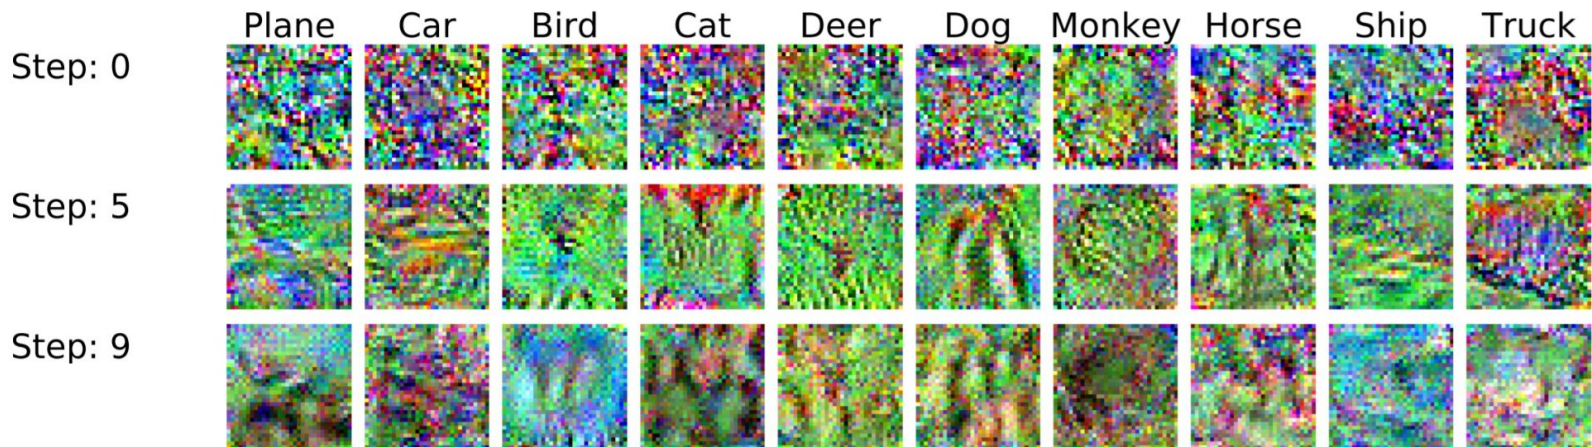 Plane Car Bird Cat Deer Dog Monkey Horse Ship Truck
Step: 0
Step: 5
Step: 9